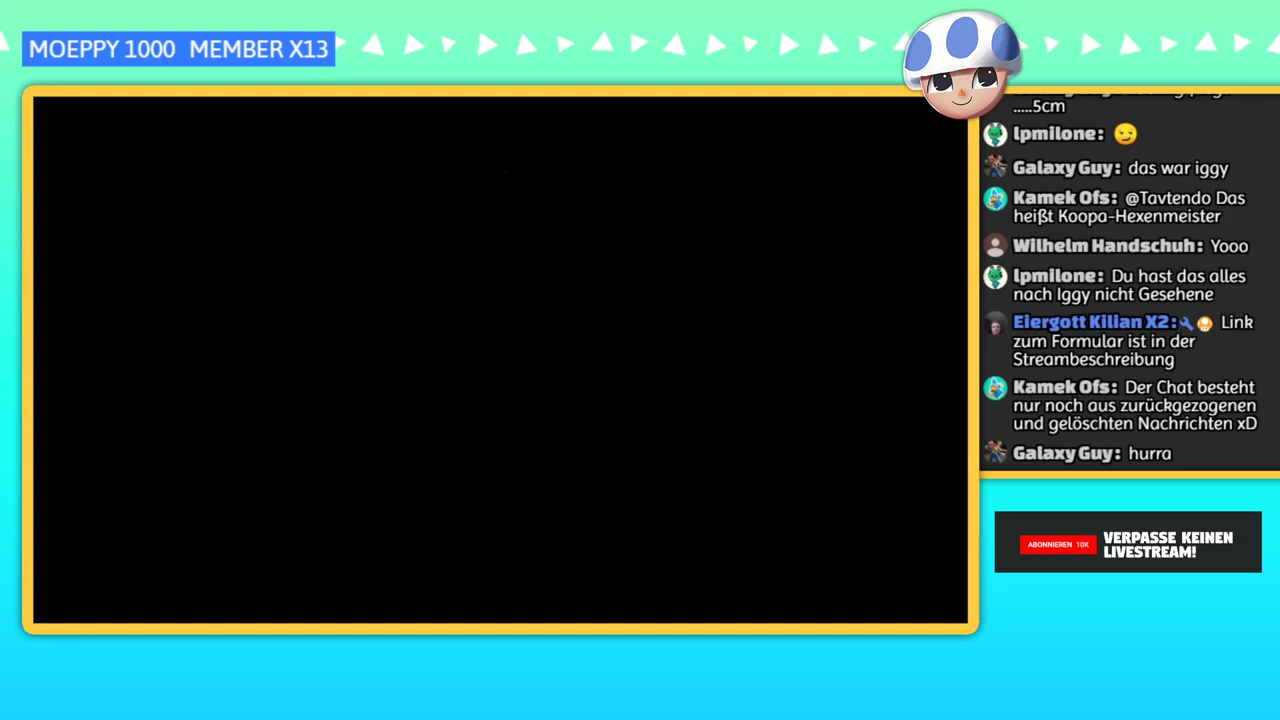 MOEPPY 1000 MEMBER X13
.....5cm
lpmilone:
Galaxy Guy: das war iggy
Kamek Ofs: @Tavtendo Das
heißt Koopa-Hexenmeister
Wilhelm Handschuh: Yooo
lpmilone: Du hast das alles
nach Iggy nicht Gesehene
Eiergott Kilian X2: Link
zum Formular ist in der
Streambeschreibung
Kamek Ofs: Der Chat besteht
nur noch aus zurückgezogenen
und gelöschten Nachrichten xD
Galaxy Guy: hurra
ABONNIEREN 10K
VERPASSE KEINEN
LIVESTREAM!